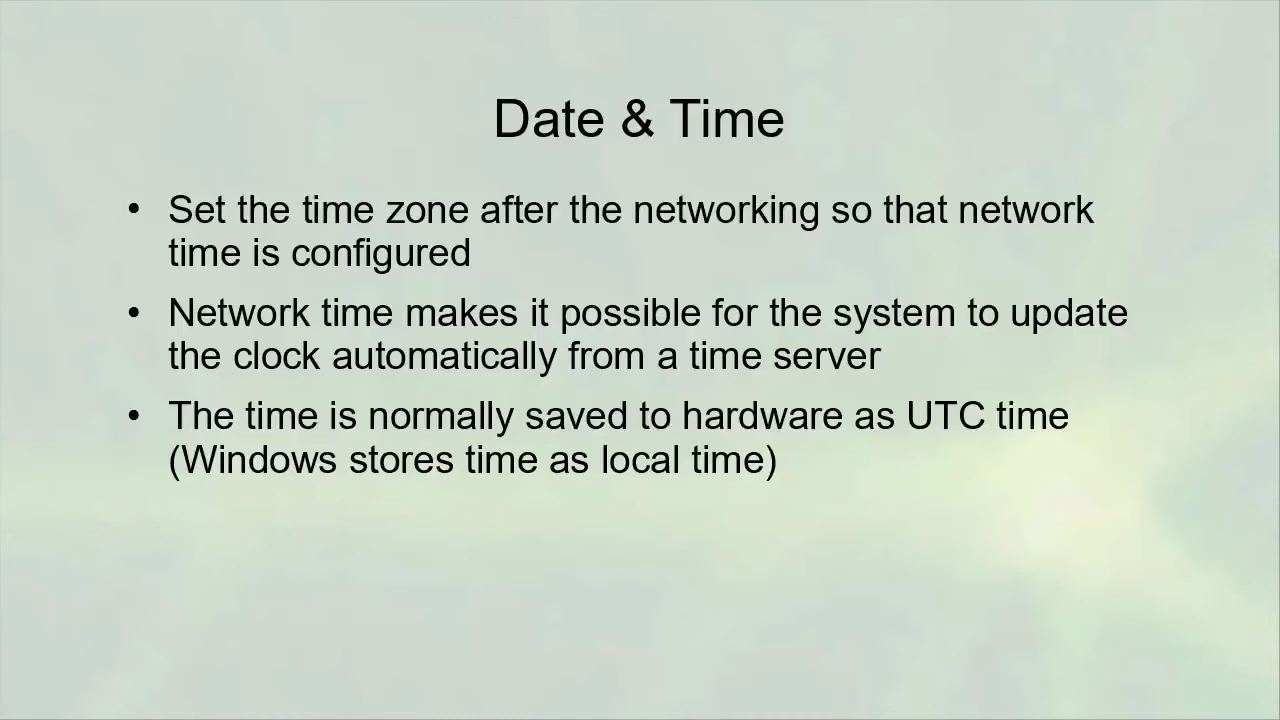 Date & Time
• Set the time zone after the networking so that network
time is configured
• Network time makes it possible for the system to update
the clock automatically from a time server
• The time is normally saved to hardware as UTC time
(Windows stores time as local time)